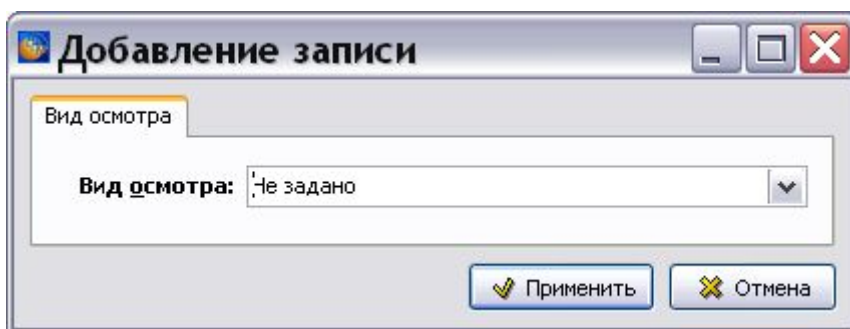 Добавление записи
Вид осмотра
Вид осмотра: Не задано
Применить Отмена